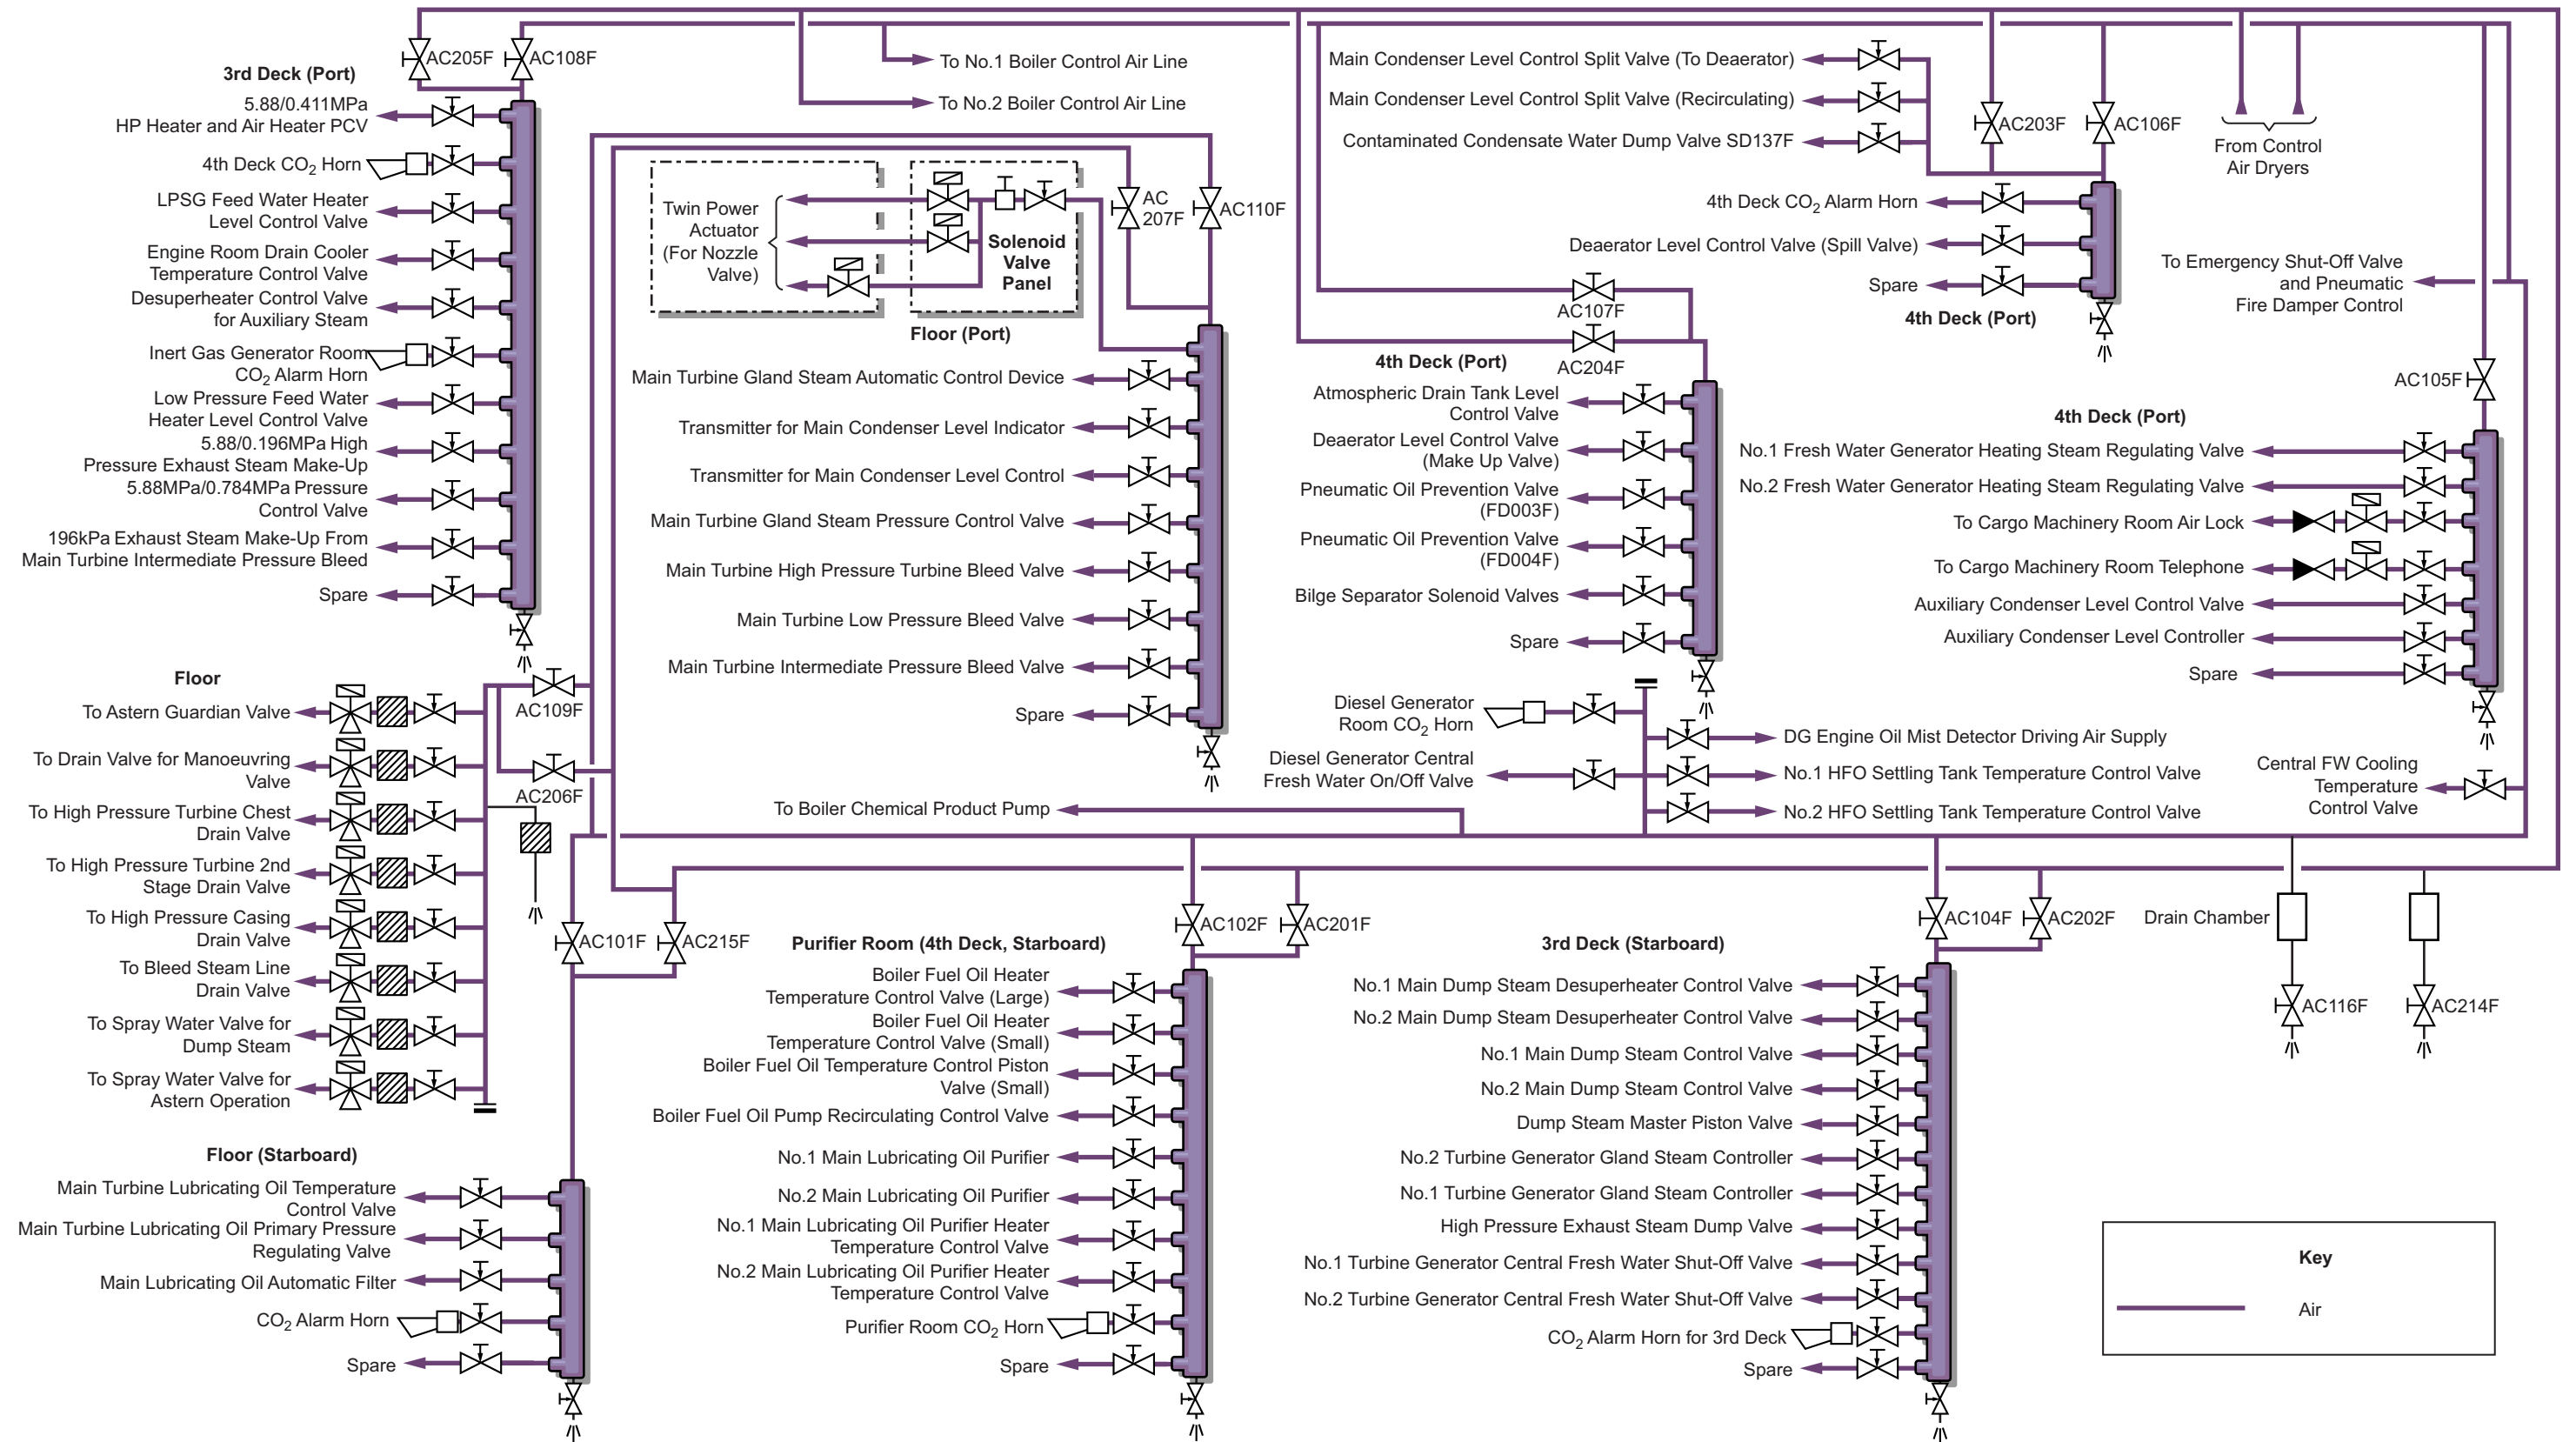 AC205F
AC108F
3rd Deck (Port)
5.88/0.411MPa
HP Heater and Air Heater PCV
4th Deck CO2 Horn
LPSG Feed Water Heater
Level Control Valve
Engine Room Drain Cooler
Temperature Control Valve
Desuperheater Control Valve
for Auxiliary Steam
Inert Gas Generator Room
CO2 Alarm Horn
Low Pressure Feed Water
Heater Level Control Valve
5.88/0.196MPa High
Pressure Exhaust Steam Make-Up
5.88MPa/0.784MPa Pressure
Control Valve
196kPa Exhaust Steam Make-Up From
Main Turbine Intermediate Pressure Bleed
Spare
To No.1 Boiler Control Air Line
To No.2 Boiler Control Air Line
Twin Power
Actuator
(For Nozzle
Valve)
Solenoid
Valve
Panel
AC
207F
AC110F
Floor (Port)
Main Turbine Gland Steam Automatic Control Device
Transmitter for Main Condenser Level Indicator
Transmitter for Main Condenser Level Control
Main Turbine Gland Steam Pressure Control Valve
Main Turbine High Pressure Turbine Bleed Valve
Main Turbine Low Pressure Bleed Valve
Main Turbine Intermediate Pressure Bleed Valve
Spare
Main Condenser Level Control Split Valve (To Deaerator)
Main Condenser Level Control Split Valve (Recirculating)
Contaminated Condensate Water Dump Valve SD137F
AC203F
AC106F
4th Deck CO2 Alarm Horn
Deaerator Level Control Valve (Spill Valve)
Spare
4th Deck (Port)
From Control
Air Dryers
To Emergency Shut-Off Valve
and Pneumatic
Fire Damper Control
AC107F
AC204F
4th Deck (Port)
Atmospheric Drain Tank Level
Control Valve
Deaerator Level Control Valve
(Make Up Valve)
Pneumatic Oil Prevention Valve
(FD003F)
Pneumatic Oil Prevention Valve
(FD004F)
Bilge Separator Solenoid Valves
Spare
AC105F
4th Deck (Port)
No.1 Fresh Water Generator Heating Steam Regulating Valve
No.2 Fresh Water Generator Heating Steam Regulating Valve
To Cargo Machinery Room Air Lock
To Cargo Machinery Room Telephone
Auxiliary Condenser Level Control Valve
Auxiliary Condenser Level Controller
Spare
Floor
AC109F
AC206F
To Astern Guardian Valve
To Drain Valve for Manoeuvring
Valve
To High Pressure Turbine Chest
Drain Valve
To High Pressure Turbine 2nd
Stage Drain Valve
To High Pressure Casing
Drain Valve
To Bleed Steam Line
Drain Valve
To Spray Water Valve for
Dump Steam
To Spray Water Valve for
Astern Operation
Diesel Generator
Room CO2 Horn
Diesel Generator Central
Fresh Water On/Off Valve
DG Engine Oil Mist Detector Driving Air Supply
No.1 HFO Settling Tank Temperature Control Valve
No.2 HFO Settling Tank Temperature Control Valve
To Boiler Chemical Product Pump
Central FW Cooling
Temperature
Control Valve
AC101F
AC215F
Floor (Starboard)
Main Turbine Lubricating Oil Temperature
Control Valve
Main Turbine Lubricating Oil Primary Pressure
Regulating Valve
Main Lubricating Oil Automatic Filter
CO2 Alarm Horn
Spare
AC102F
AC201F
Purifier Room (4th Deck, Starboard)
Boiler Fuel Oil Heater
Temperature Control Valve (Large)
Boiler Fuel Oil Heater
Temperature Control Valve (Small)
Boiler Fuel Oil Temperature Control Piston
Valve (Small)
Boiler Fuel Oil Pump Recirculating Control Valve
No.1 Main Lubricating Oil Purifier
No.2 Main Lubricating Oil Purifier
No.1 Main Lubricating Oil Purifier Heater
Temperature Control Valve
No.2 Main Lubricating Oil Purifier Heater
Temperature Control Valve
Purifier Room CO2 Horn
Spare
AC104F
AC202F
3rd Deck (Starboard)
No.1 Main Dump Steam Desuperheater Control Valve
No.2 Main Dump Steam Desuperheater Control Valve
No.1 Main Dump Steam Control Valve
No.2 Main Dump Steam Control Valve
Dump Steam Master Piston Valve
No.2 Turbine Generator Gland Steam Controller
No.1 Turbine Generator Gland Steam Controller
High Pressure Exhaust Steam Dump Valve
No.1 Turbine Generator Central Fresh Water Shut-Off Valve
No.2 Turbine Generator Central Fresh Water Shut-Off Valve
CO2 Alarm Horn for 3rd Deck
Spare
Drain Chamber
AC116F
AC214F
Key
Air